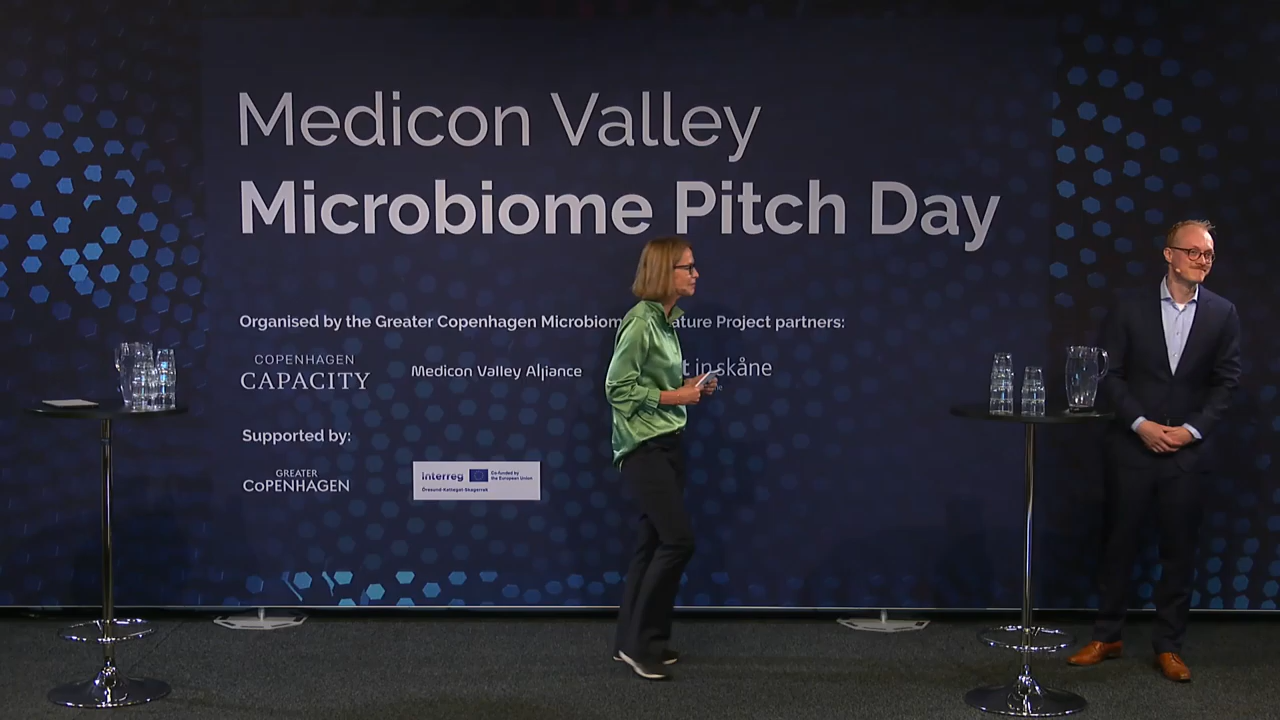 Medicon Valley
Microbiome Pitch Day
Organised by the Greater Copenhagen Microbiom ature Project partners:
COPENHAGEN
CAPACITY
Medicon Valley Alliance
t in skåne
Supported by:
GREATER
COPENHAGEN
Interreg
Co-funded by
the European Union
Öresund-Kattegat-Skagerrak